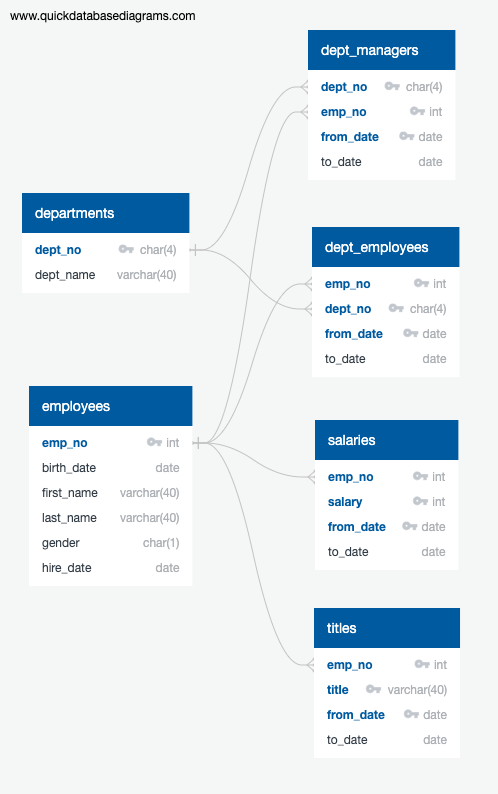 www.quickdatabasediagrams.com
dept_managers
dept_no char(4)
emp_no int
from_date date
to_date date
departments
dept_no char(4)
dept_name varchar(40)
dept_employees
emp_no int
dept_no char(4)
from_date date
to_date date
employees
emp_no int
birth_date date
first_name varchar(40)
last_name varchar(40)
gender char(1)
hire_date date
salaries
emp_no int
salary int
from_date date
to_date date
titles
emp_no int
title varchar(40)
from_date date
to_date date